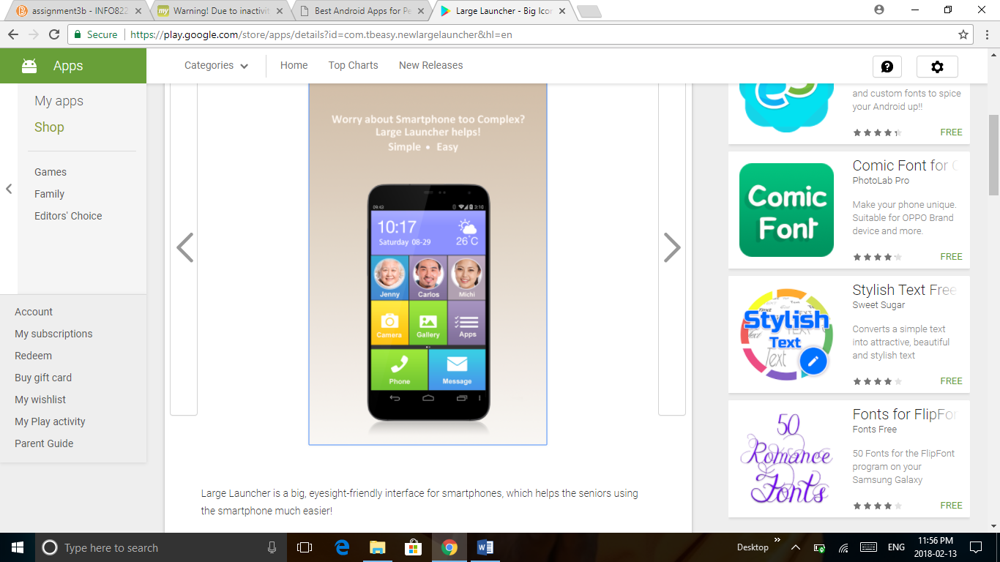 assignment3b - INFO822
Warning! Due to inactivit
Best Android Apps for Pe
Large Launcher - Big Icon
Secure
https://play.google.com/store/apps/details?id=com.tbeasy.newlargelauncher&hl=en
Apps
Categories
Home
Top Charts
New Releases
My apps
Shop
Games
Family
Editors' Choice
Account
My subscriptions
Redeem
Buy gift card
My wishlist
My Play activity
Parent Guide
Worry about Smartphone too Complex?
Large Launcher helps!
Simple • Easy
09:43
3:10
10:17
Saturday 08-29
26°C
Jenny
Carlos
Michi
Camera
Gallery
Apps
Phone
Message
Large Launcher is a big, eyesight-friendly interface for smartphones, which helps the seniors using
the smartphone much easier!
and custom fonts to spice
your Android up!!
FREE
Comic Font
Comic Font for
PhotoLab Pro
Make your phone unique.
Suitable for OPPO Brand
device and more.
FREE
Stylish
Text
Text
Stylish Text Free
Sweet Sugar
Converts a simple text
into attractive, beautiful
and stylish text
FREE
50
Romance
Fonts
Fonts for FlipFon
Fonts Free
50 Fonts for the FlipFont
program on your
Samsung Galaxy
FREE
Type here to search
Desktop
ENG
11:56 PM
2018-02-13